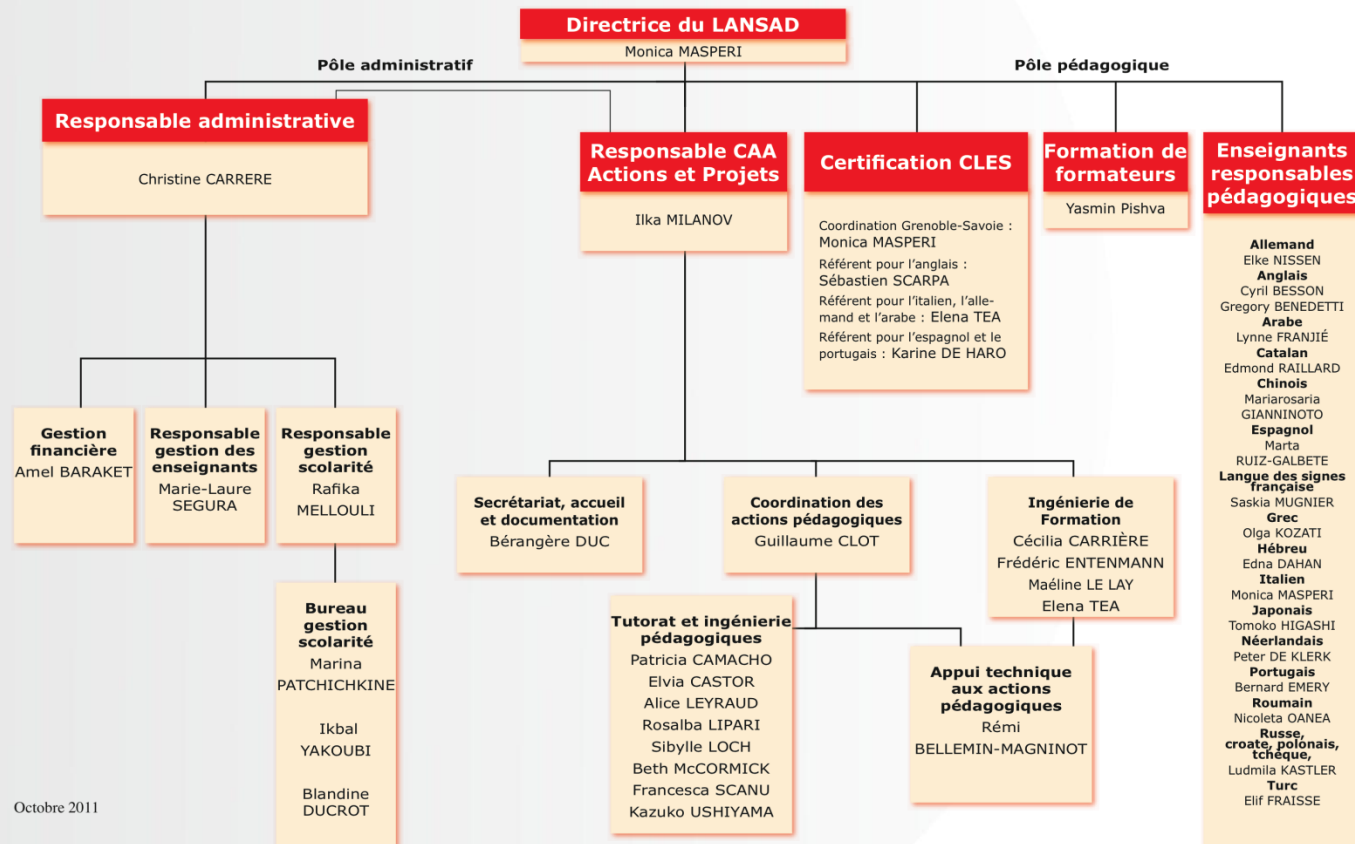 Directrice du LANSAD
Monica MASPERI
Pôle administratif
Pôle pédagogique
Responsable administrative
Christine CARRERE
Responsable CAA
Actions et Projets
Ilka MILANOV
Certification CLES
Coordination Grenoble-Savoie :
Monica MASPERI
Référent pour l'anglais :
Sébastien SCARPA
Référent pour l'italien, l'alle-
mand et l'arabe : Elena TEA
Référent pour l'espagnol et le
portugais : Karine DE HARO
Formation de
formateurs
Yasmin Pishva
Enseignants
responsables
pédagogiques
Allemand
Elke NISSEN
Anglais
Cyril BESSON
Gregory BENEDETTI
Arabe
Lynne FRANJIÉ
Catalan
Edmond RAILLARD
Chinois
Mariarosaria
GIANNINOTO
Espagnol
Marta
RUIZ-GALBETE
Langue des signes
française
Saskia MUGNIER
Grec
Olga KOZATI
Hébreu
Edna DAHAN
Italien
Monica MASPERI
Japonais
Tomoko HIGASHI
Néerlandais
Peter DE KLERK
Portugais
Bernard EMERY
Roumain
Nicoleta OANEA
Russe,
croate, polonais,
tchèque,
Ludmila KASTLER
Turc
Elif FRAISSE
Gestion
financière
Amel BARAKET
Responsable
gestion des
enseignants
Marie-Laure
SEGURA
Responsable
gestion
scolarité
Rafika
MELLOULI
Bureau
gestion
scolarité
Marina
PATCHICHKINE
Ikbal
YAKOUBI
Blandine
DUCROT
Secrétariat, accueil
et documentation
Bérangère DUC
Coordination des
actions pédagogiques
Guillaume CLOT
Ingénierie de
Formation
Cécilia CARRIÈRE
Frédéric ENTENMANN
Maéline LE LAY
Elena TEA
Tutorat et ingénierie
pédagogiques
Patricia CAMACHO
Elvia CASTOR
Alice LEYRAUD
Rosalba LIPARI
Sibylle LOCH
Beth McCORMICK
Francesca SCANU
Kazuko USHIYAMA
Appui technique
aux actions
pédagogiques
Rémi
BELLEMIN-MAGNINOT
Octobre 2011